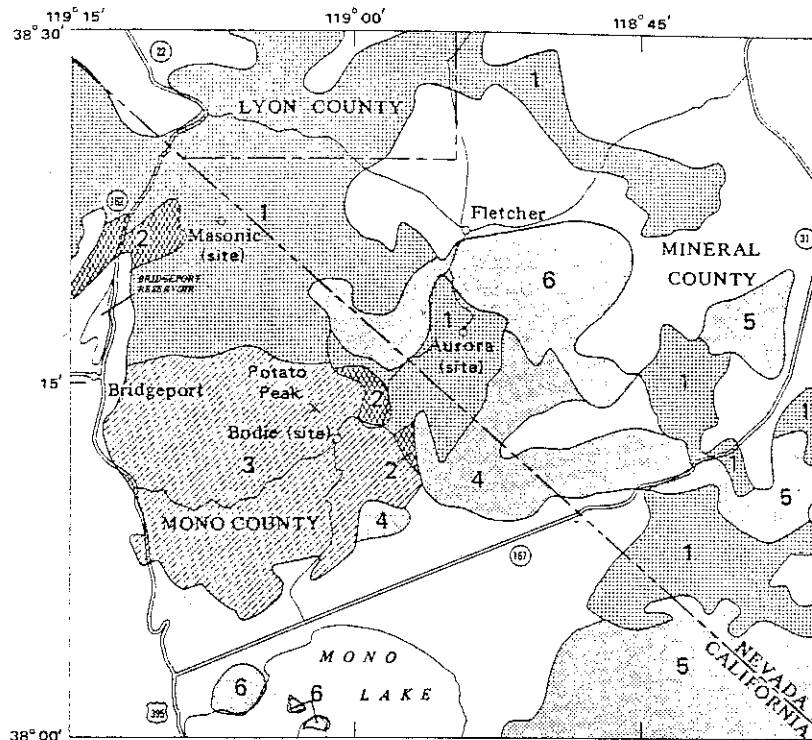 119° 15'
119° 00'
118° 45'
38° 30'
22
LYON COUNTY
1
182
1
Fletcher
31
2
Masonic
(site)
MINERAL
COUNTY
6
BRIDGEPORT
RESERVOIR
5
1
Aurora
(site)
15'
Potato
Peak
1
Bridgeport
2
1
Bodie (site)
3
2
4
1
5
MONO COUNTY
4
1
167
MONO
LAKE
NEVADA
CALIFORNIA
5
6
6
395
38° 00'